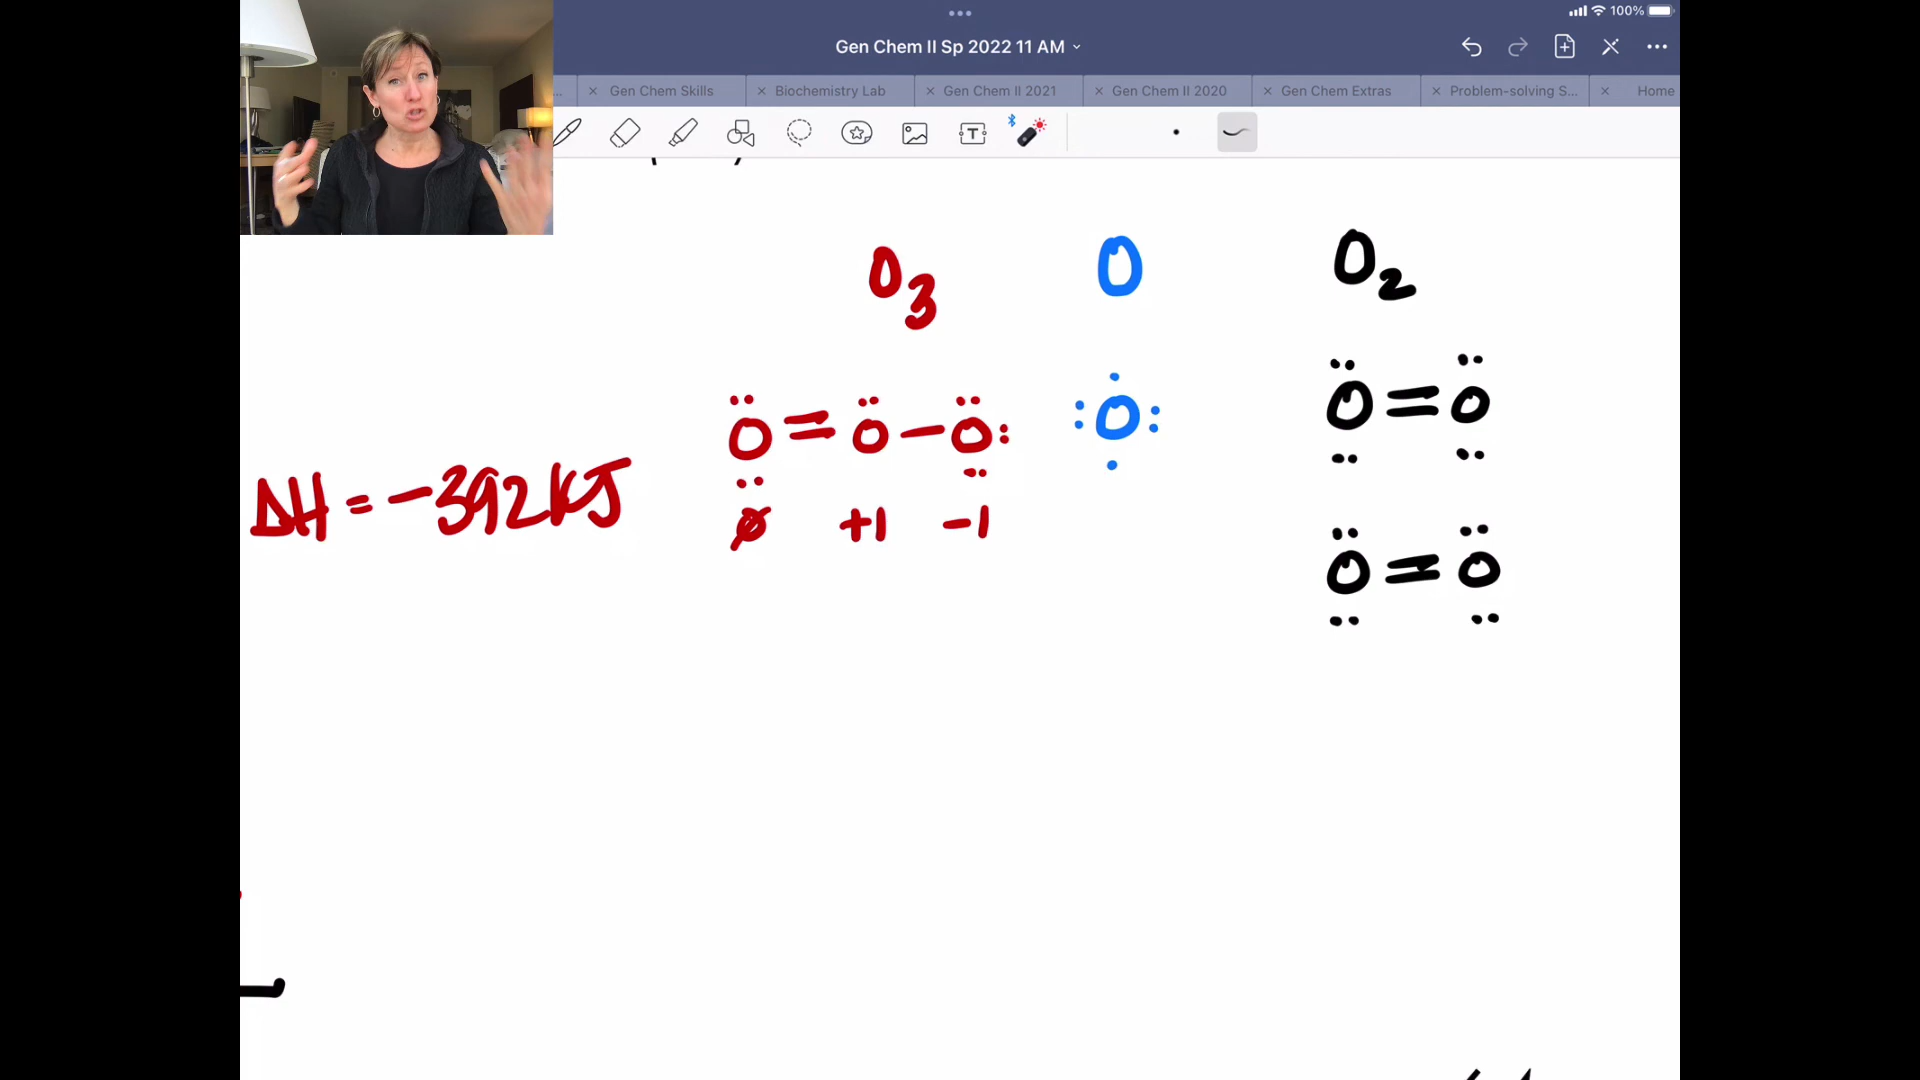 100%
Gen Chem II Sp 2022 11 AM
... Gen Chem Skills Biochemistry Lab Gen Chem II 2021 Gen Chem II 2020 Gen Chem Extras Problem-solving S... Home
T
O₃ O O₂
Ö=Ö-Ö: :O: Ö=Ö
ΔH = -392 kJ
∅ +1 -1
Ö=Ö